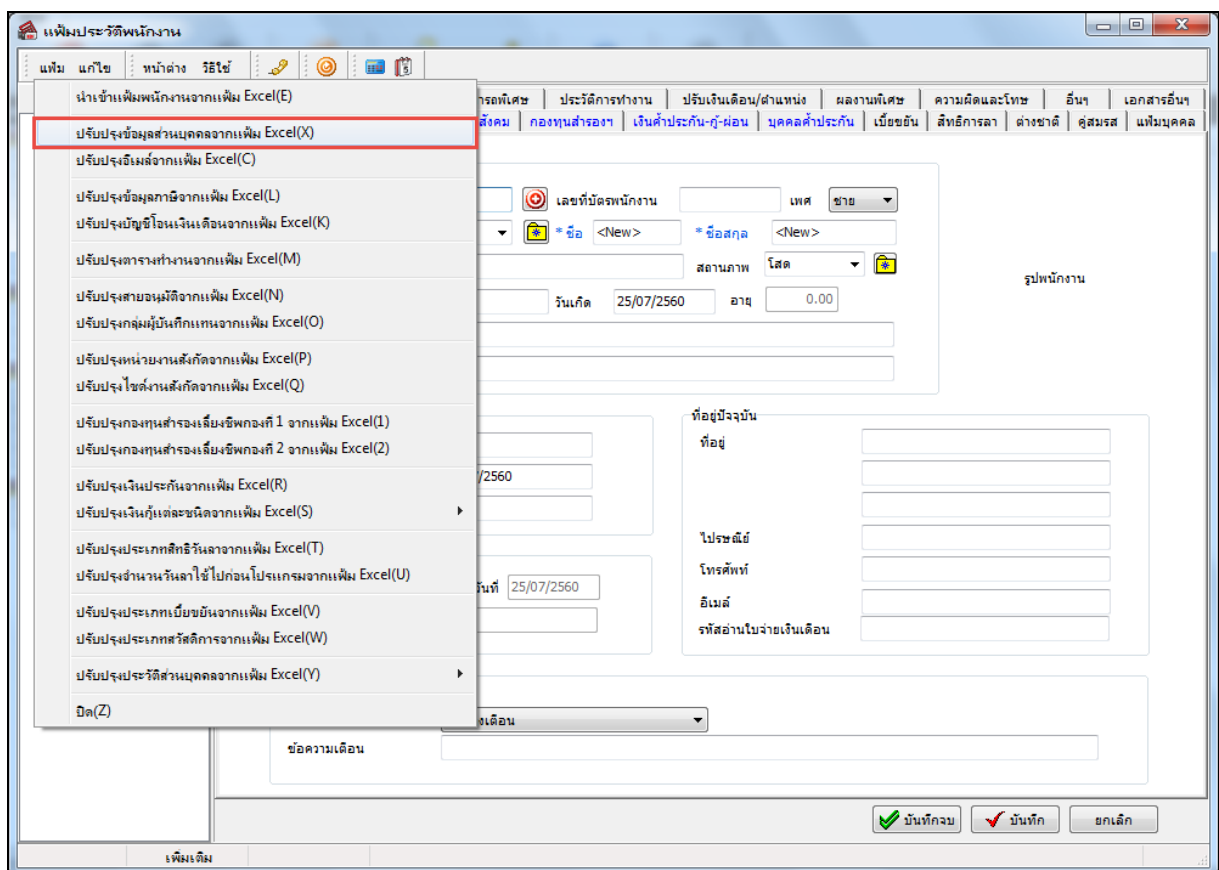 แฟ้มประวัติพนักงาน
แฟ้ม แก้ไข หน้าต่าง วิธีใช้
นำเข้าแฟ้มพนักงานจากแฟ้ม Excel(E)
ปรับปรุงข้อมูลส่วนบุคคลจากแฟ้ม Excel(X)
ปรับปรุงอีเมล์จากแฟ้ม Excel(C)
ปรับปรุงข้อมูลภาษีจากแฟ้ม Excel(L)
ปรับปรุงบัญชีโอนเงินเดือนจากแฟ้ม Excel(K)
ปรับปรุงตารางทำงานจากแฟ้ม Excel(M)
ปรับปรุงสายอนุมัติจากแฟ้ม Excel(N)
ปรับปรุงกลุ่มผู้บันทึกแทนจากแฟ้ม Excel(O)
ปรับปรุงหน่วยงานสังกัดจากแฟ้ม Excel(P)
ปรับปรุงไซด์งานสังกัดจากแฟ้ม Excel(Q)
ปรับปรุงกองทุนสำรองเลี้ยงชีพกองที่ 1 จากแฟ้ม Excel(1)
ปรับปรุงกองทุนสำรองเลี้ยงชีพกองที่ 2 จากแฟ้ม Excel(2)
ปรับปรุงเงินประกันจากแฟ้ม Excel(R)
ปรับปรุงเงินกู้แต่ละชนิดจากแฟ้ม Excel(S)
ปรับปรุงประเภทสิทธิวันลาจากแฟ้ม Excel(T)
ปรับปรุงจำนวนวันลาใช้ไปก่อนโปรแกรมจากแฟ้ม Excel(U)
ปรับปรุงประเภทเบี้ยขยันจากแฟ้ม Excel(V)
ปรับปรุงประเภทสวัสดิการจากแฟ้ม Excel(W)
ปรับปรุงประวัติส่วนบุคคลจากแฟ้ม Excel(Y)
ปิด(Z)
ารถพิเศษ ประวัติการทำงาน ปรับเงินเดือน/ตำแหน่ง ผลงานพิเศษ ความผิดและโทษ อื่นๆ เอกสารอื่นๆ
สังคม กองทุนสำรองฯ เงินค้ำประกัน-กู้-ผ่อน บุคคลค้ำประกัน เบี้ยขยัน สิทธิการลา ต่างชาติ คู่สมรส แฟ้มบุคคล
เลขที่บัตรพนักงาน เพศ ชาย
* ชื่อ <New> * ชื่อสกุล <New>
สถานภาพ โสด
วันเกิด 25/07/2560 อายุ 0.00
รูปพนักงาน
ที่อยู่ปัจจุบัน
ที่อยู่
/2560
ไปรษณีย์
โทรศัพท์
วันที่ 25/07/2560
อีเมล์
รหัสอ่านใบจ่ายเงินเดือน
งเตือน
ข้อความเตือน
บันทึกจบ บันทึก ยกเลิก
เพิ่มเติม